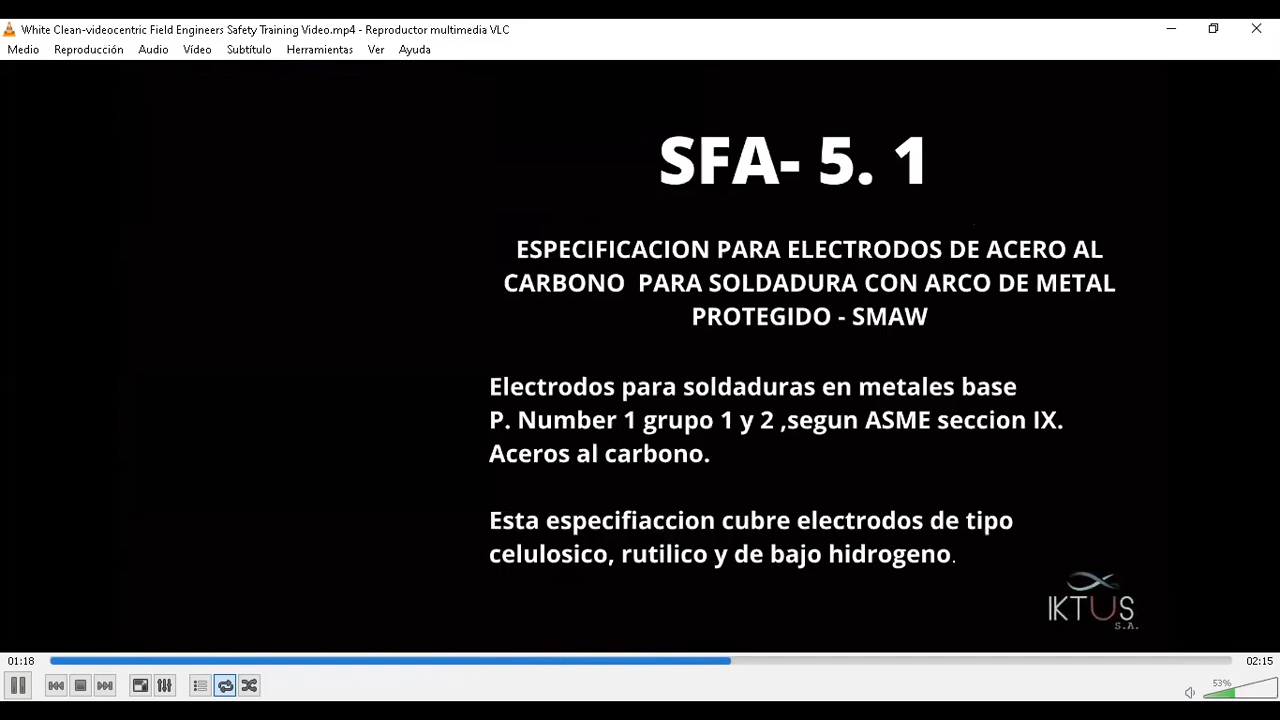 White Clean-videocentric Field Engineers Safety Training Video.mp4 - Reproductor multimedia VLC
Medio Reproducción Audio Vídeo Subtítulo Herramientas Ver Ayuda
SFA- 5. 1
ESPECIFICACION PARA ELECTRODOS DE ACERO AL
CARBONO PARA SOLDADURA CON ARCO DE METAL
PROTEGIDO - SMAW
Electrodos para soldaduras en metales base
P. Number 1 grupo 1 y 2 ,segun ASME seccion IX.
Aceros al carbono.
Esta especifiaccion cubre electrodos de tipo
celulosico, rutilico y de bajo hidrogeno.
IKTUS
S.A.
01:18
02:15
53%